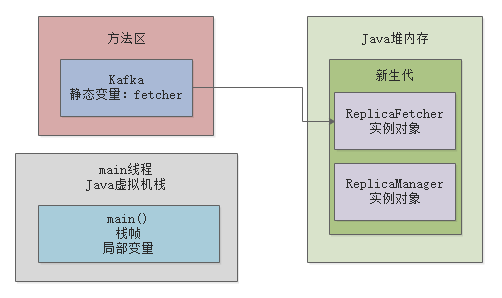 方法区
Kafka
静态变量：fetcher
main线程
Java虚拟机栈
main()
栈帧
局部变量
Java堆内存
新生代
ReplicaFetcher
实例对象
ReplicaManager
实例对象